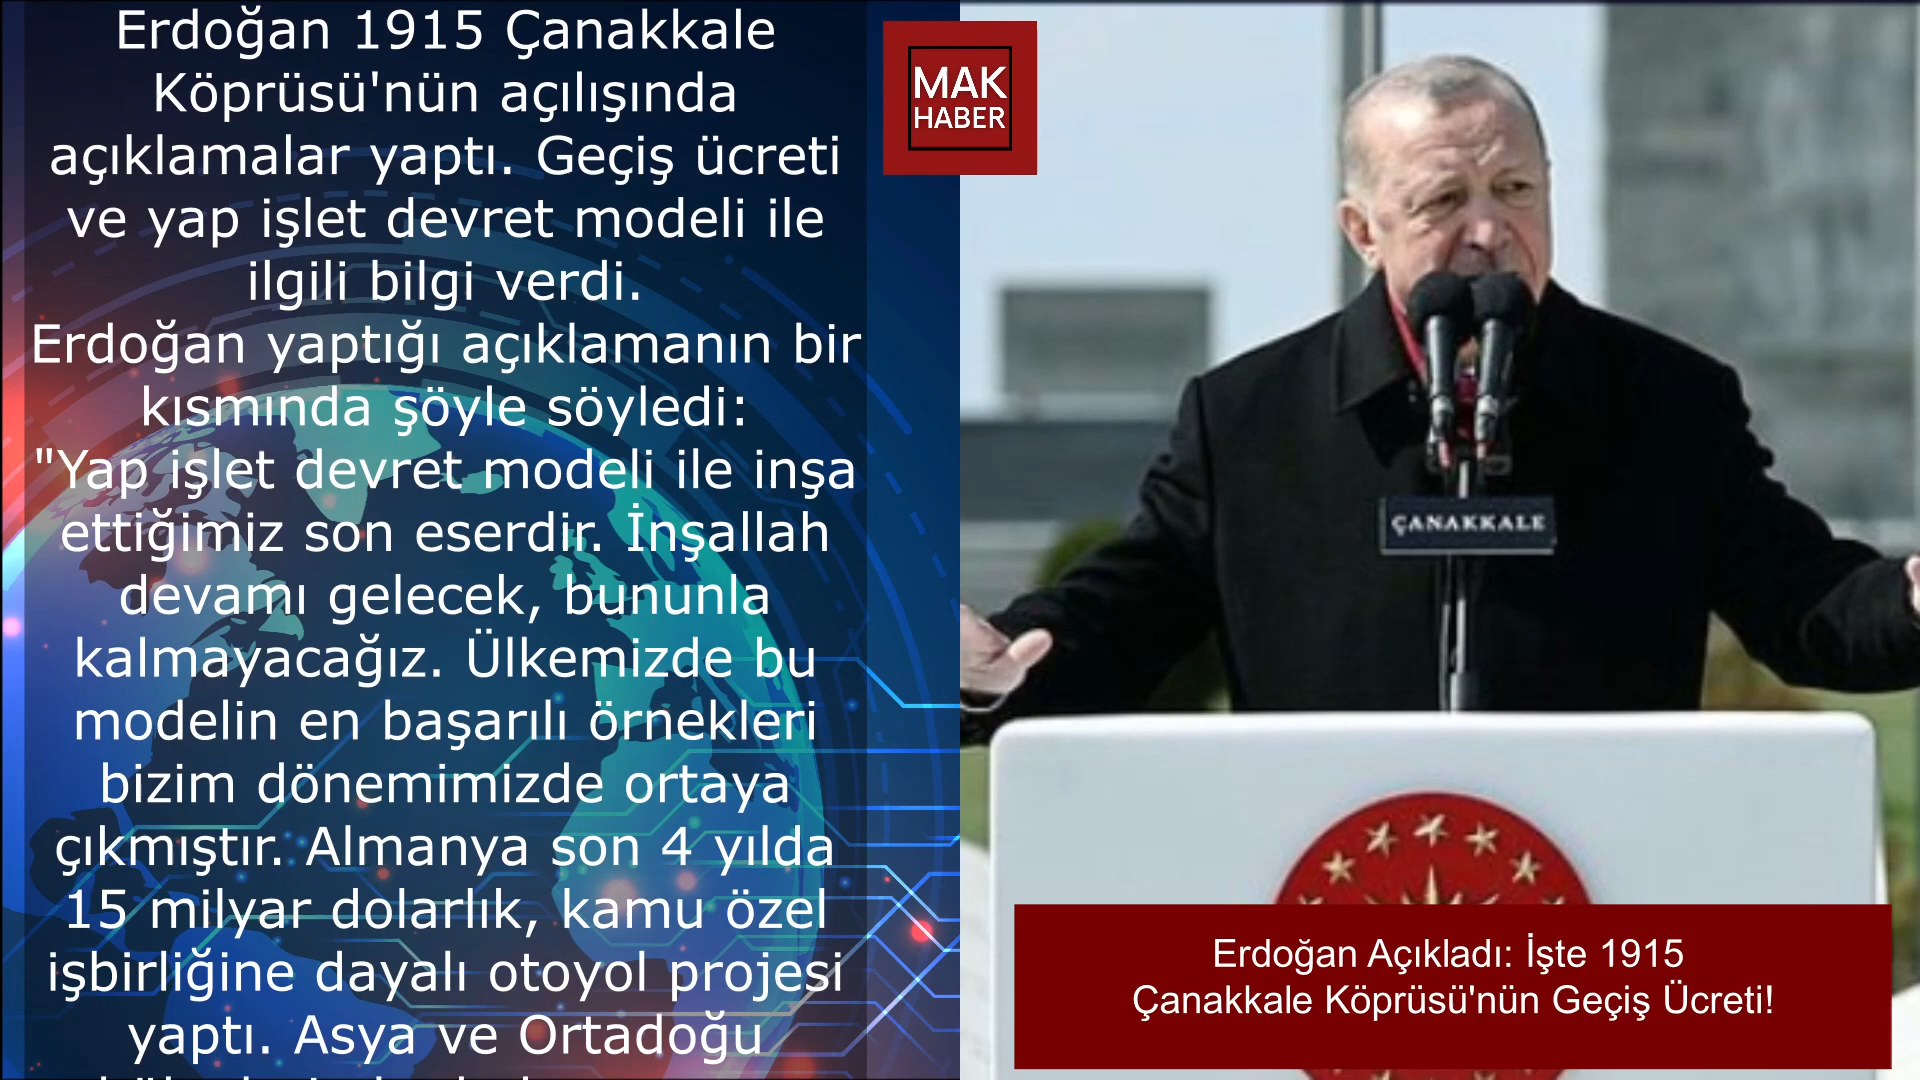 Erdoğan 1915 Çanakkale
Köprüsü'nün açılışında
açıklamalar yaptı. Geçiş ücreti
ve yap işlet devret modeli ile
ilgili bilgi verdi.
Erdoğan yaptığı açıklamanın bir
kısmında şöyle söyledi:
"Yap işlet devret modeli ile inşa
ettiğimiz son eserdir. İnşallah
devamı gelecek, bununla
kalmayacağız. Ülkemizde bu
modelin en başarılı örnekleri
bizim dönemimizde ortaya
çıkmıştır. Almanya son 4 yılda
15 milyar dolarlık, kamu özel
işbirliğine dayalı otoyol projesi
yaptı. Asya ve Ortadoğu
MAK
HABER
ÇANAKKALE
Erdoğan Açıkladı: İşte 1915
Çanakkale Köprüsü'nün Geçiş Ücreti!